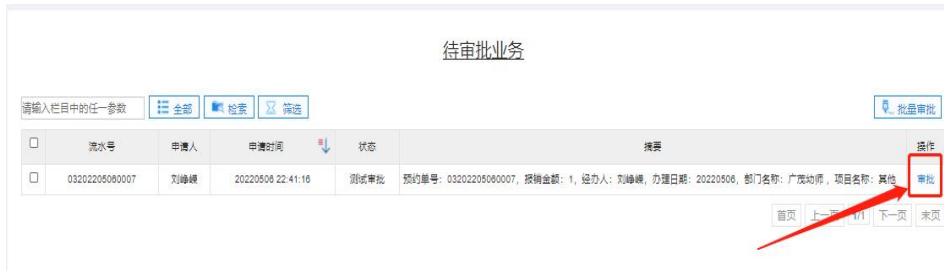 待审批业务
请输入栏目中的任一参数 全部 检索 筛选 批量审批
流水号 申请人 申请时间 状态 摘要 操作
03202205060007 刘峥嵘 20220506 22:41:16 测试审批 预约单号：03202205060007，报销金额：1，经办人：刘峥嵘，办理日期：20220506，部门名称：广茂幼师，项目名称：其他 审批
首页 上一页 1/1 下一页 末页